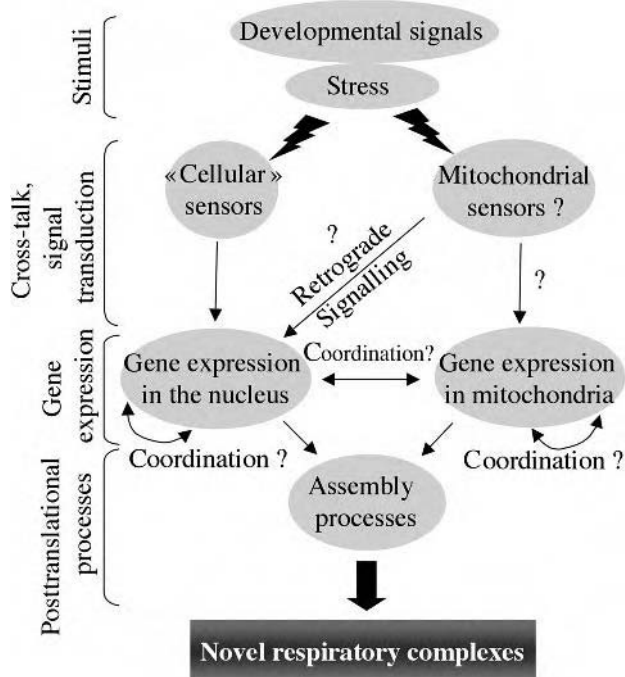 Developmental signals
Stress
Stimuli
« Cellular »
sensors
Mitochondrial
sensors ?
Cross-talk,
signal
transduction
?
Retrograde
Signalling
?
Gene expression
in the nucleus
Coordination?
Gene expression
in mitochondria
Gene
expression
Coordination ?
Coordination ?
Assembly
processes
Posttranslational
processes
Novel respiratory complexes